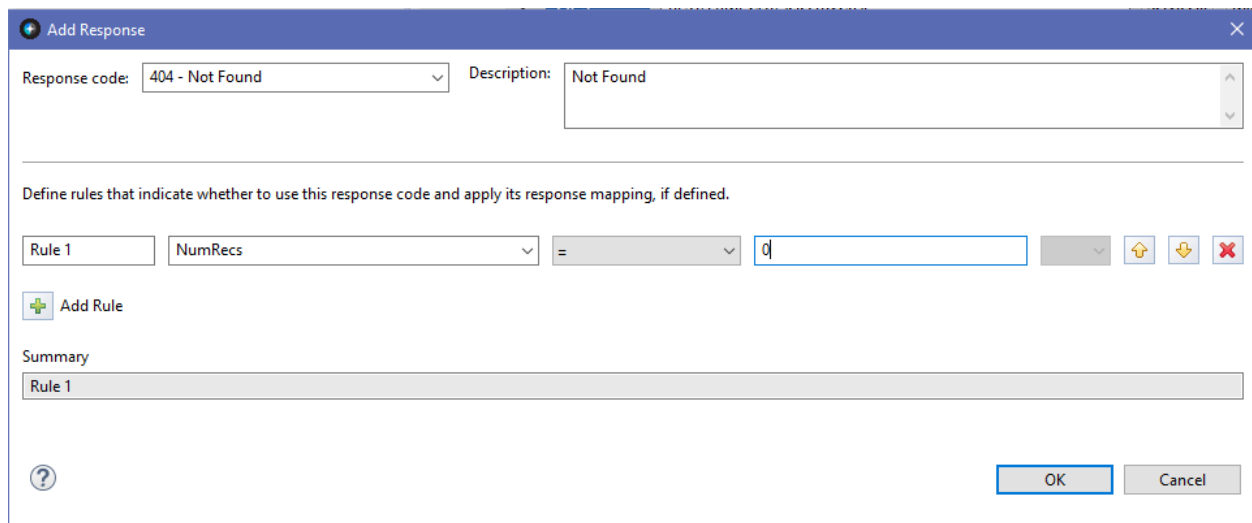 Add Response
Response code: 404 - Not Found Description: Not Found
Define rules that indicate whether to use this response code and apply its response mapping, if defined.
Rule 1 NumRecs = 0
Add Rule
Summary
Rule 1
? OK Cancel